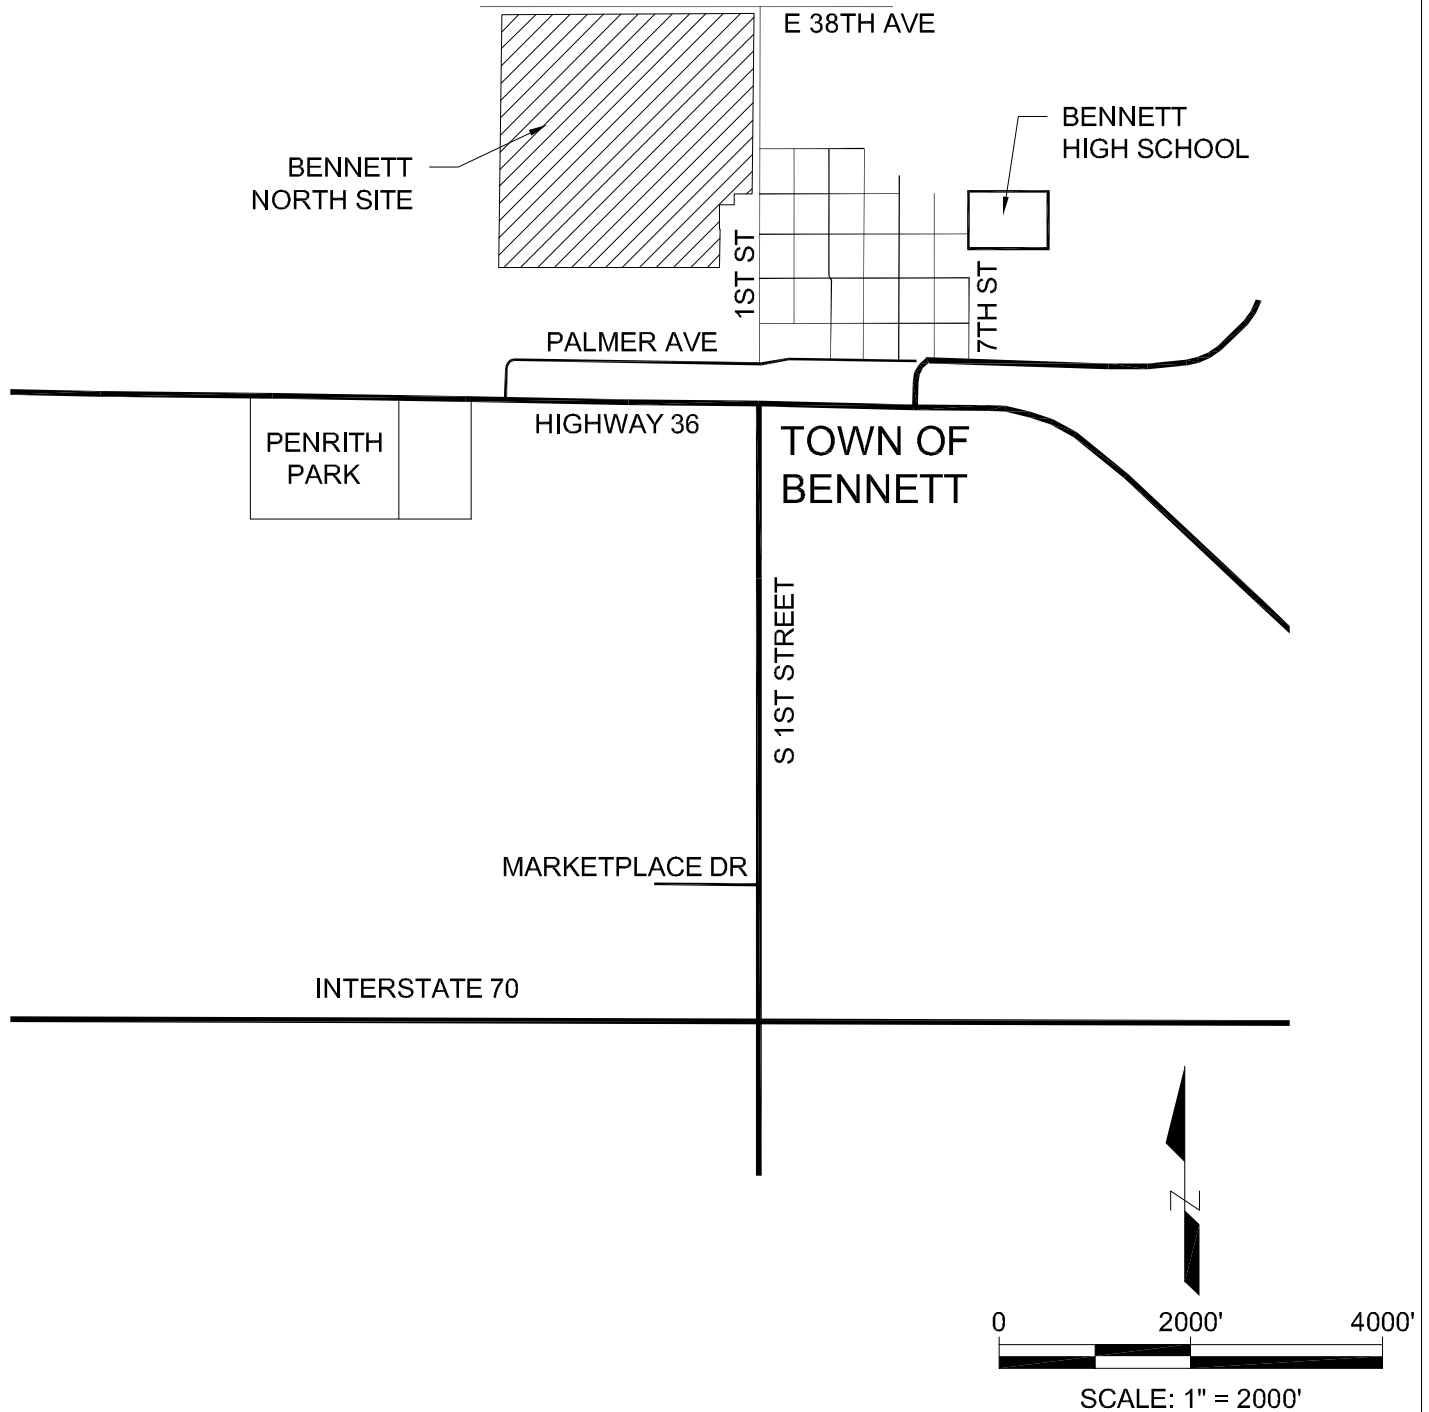 E 38TH AVE
BENNETT
HIGH SCHOOL
BENNETT
NORTH SITE
1ST ST
7TH ST
PALMER AVE
HIGHWAY 36
PENRITH
PARK
TOWN OF
BENNETT
S 1ST STREET
MARKETPLACE DR
INTERSTATE 70
N
0 2000' 4000'
SCALE: 1" = 2000'